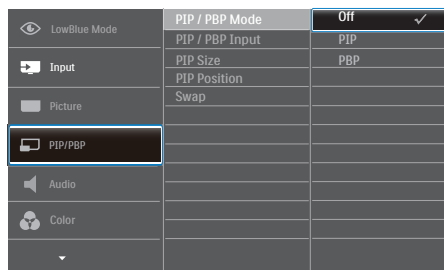 LowBlue Mode
Input
Picture
PIP/PBP
Audio
Color
PIP / PBP Mode
PIP / PBP Input
PIP Size
PIP Position
Swap
Off
PIP
PBP